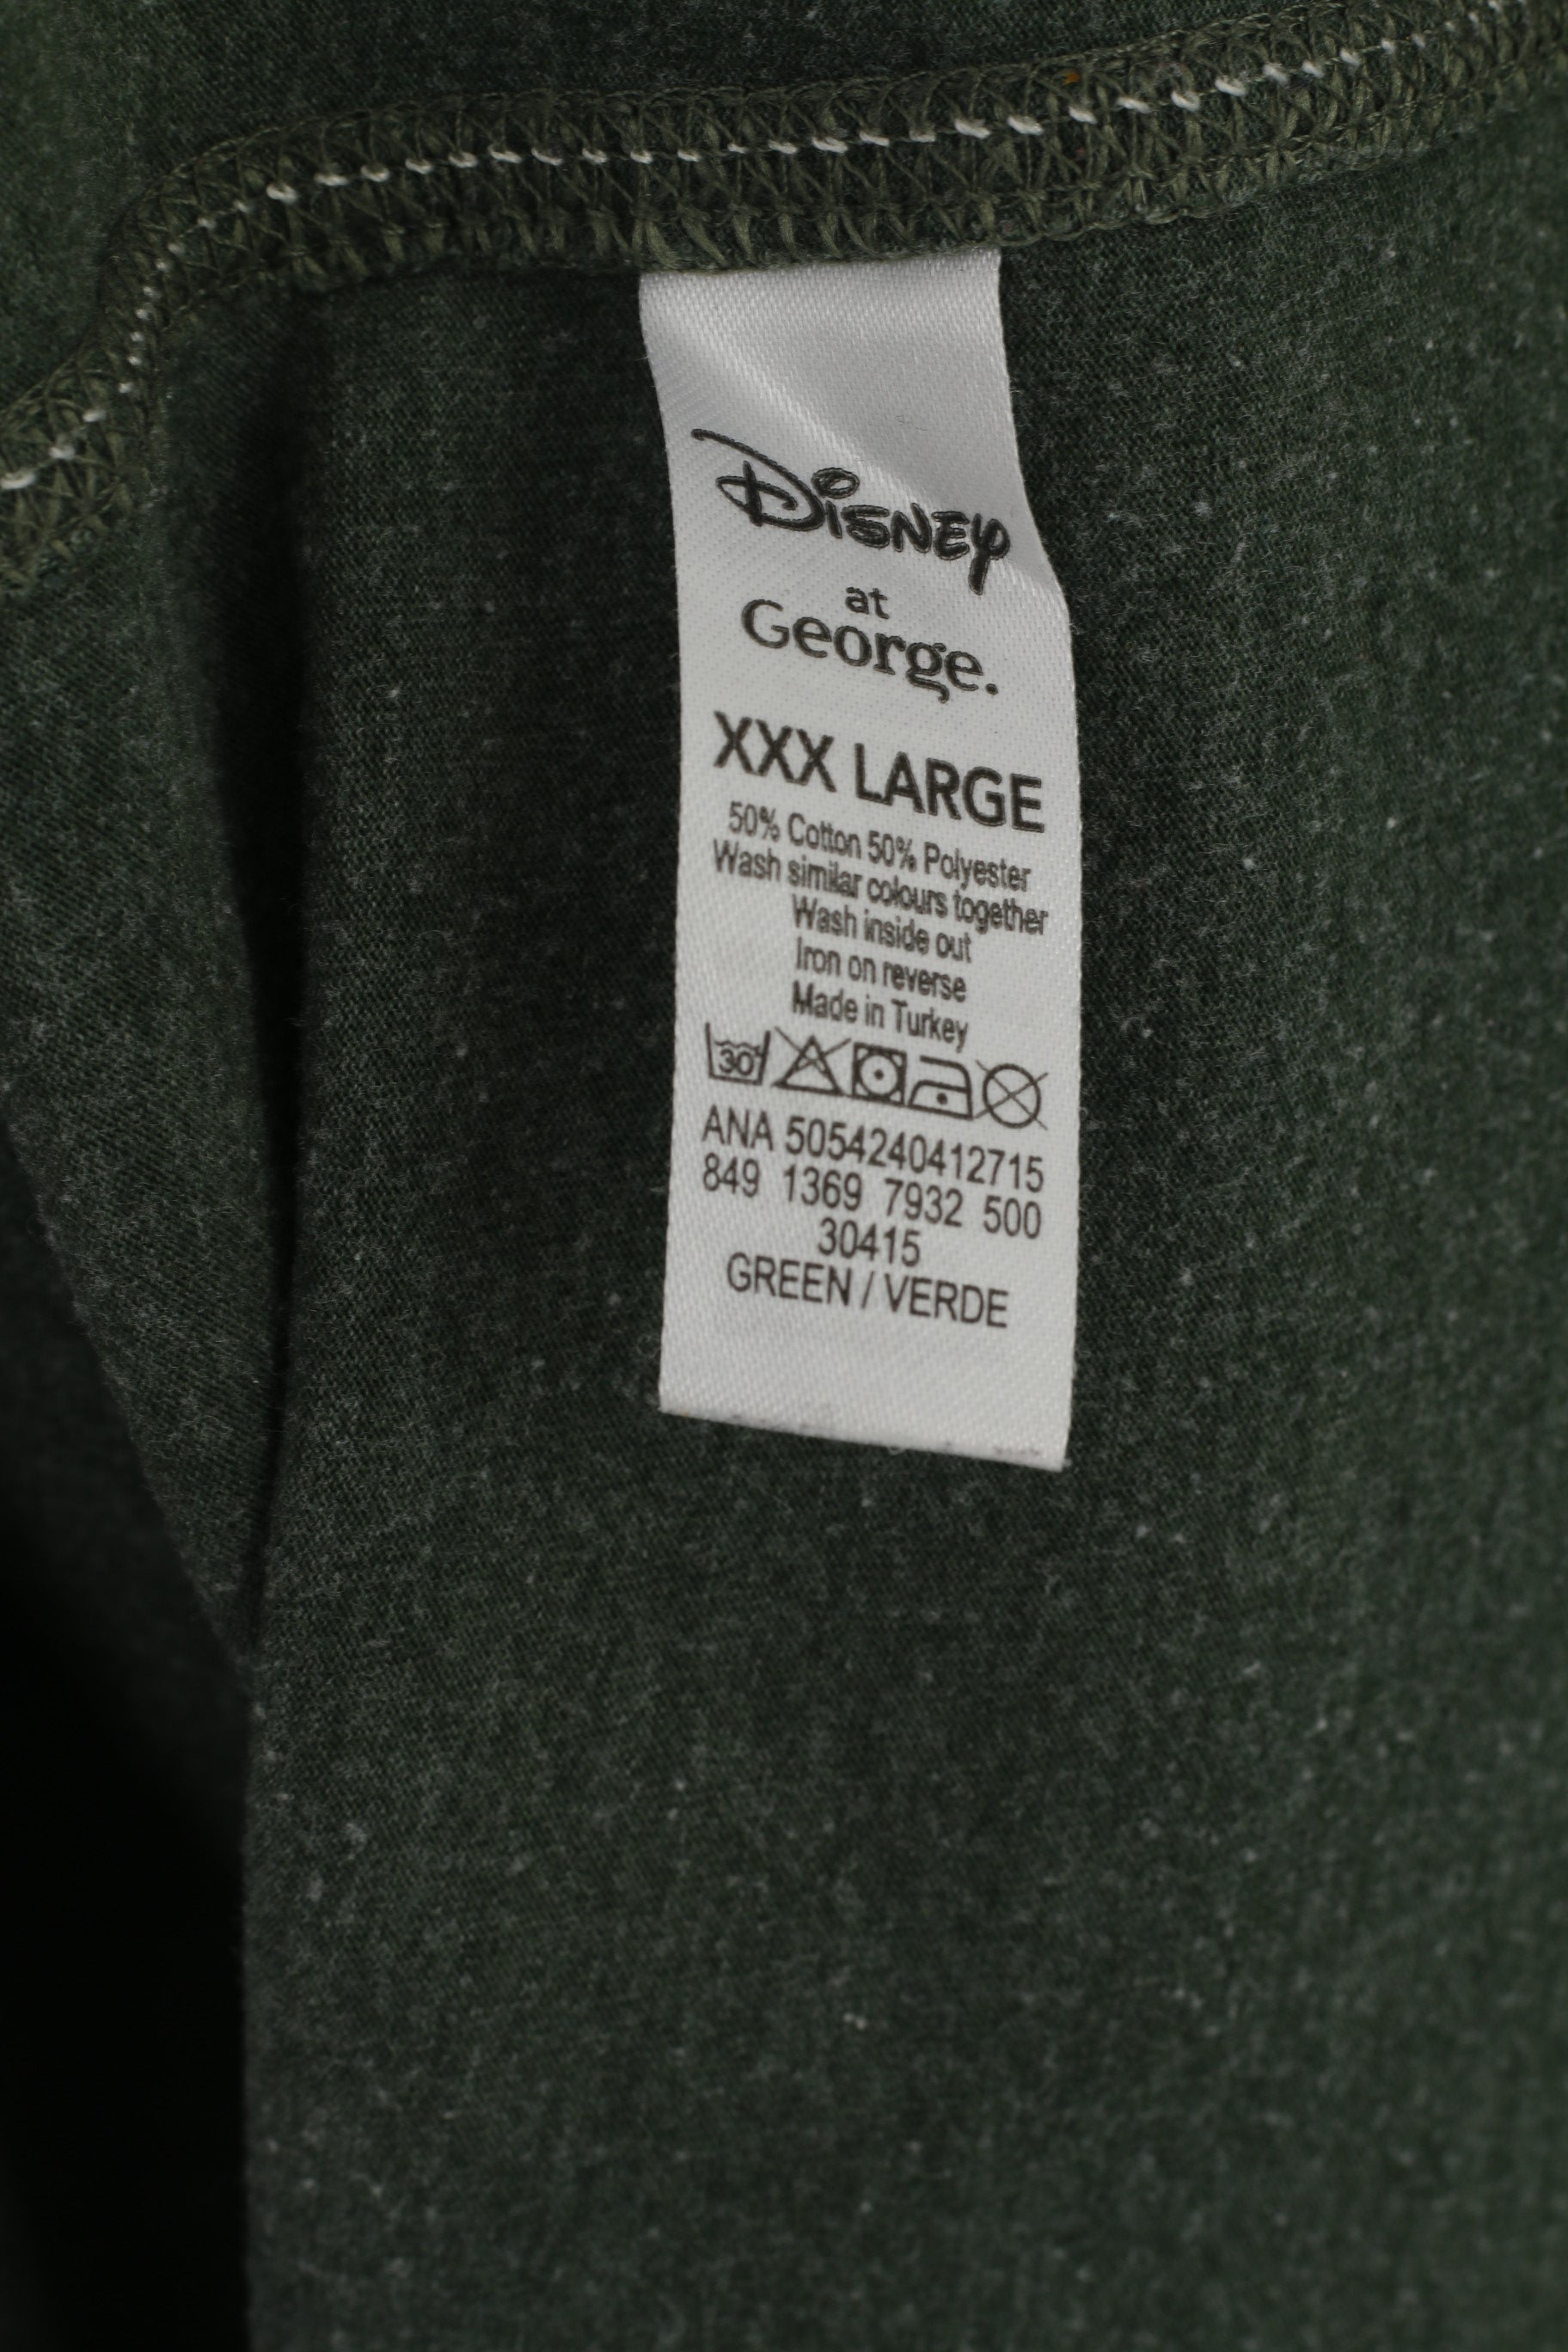 Disney
at
George.
XXX LARGE
50% Cotton 50% Polyester
Wash similar colours together
Wash inside out
Iron on reverse
Made in Turkey
30
ANA 5054240412715
849 1369 7932 500
30415
GREEN / VERDE